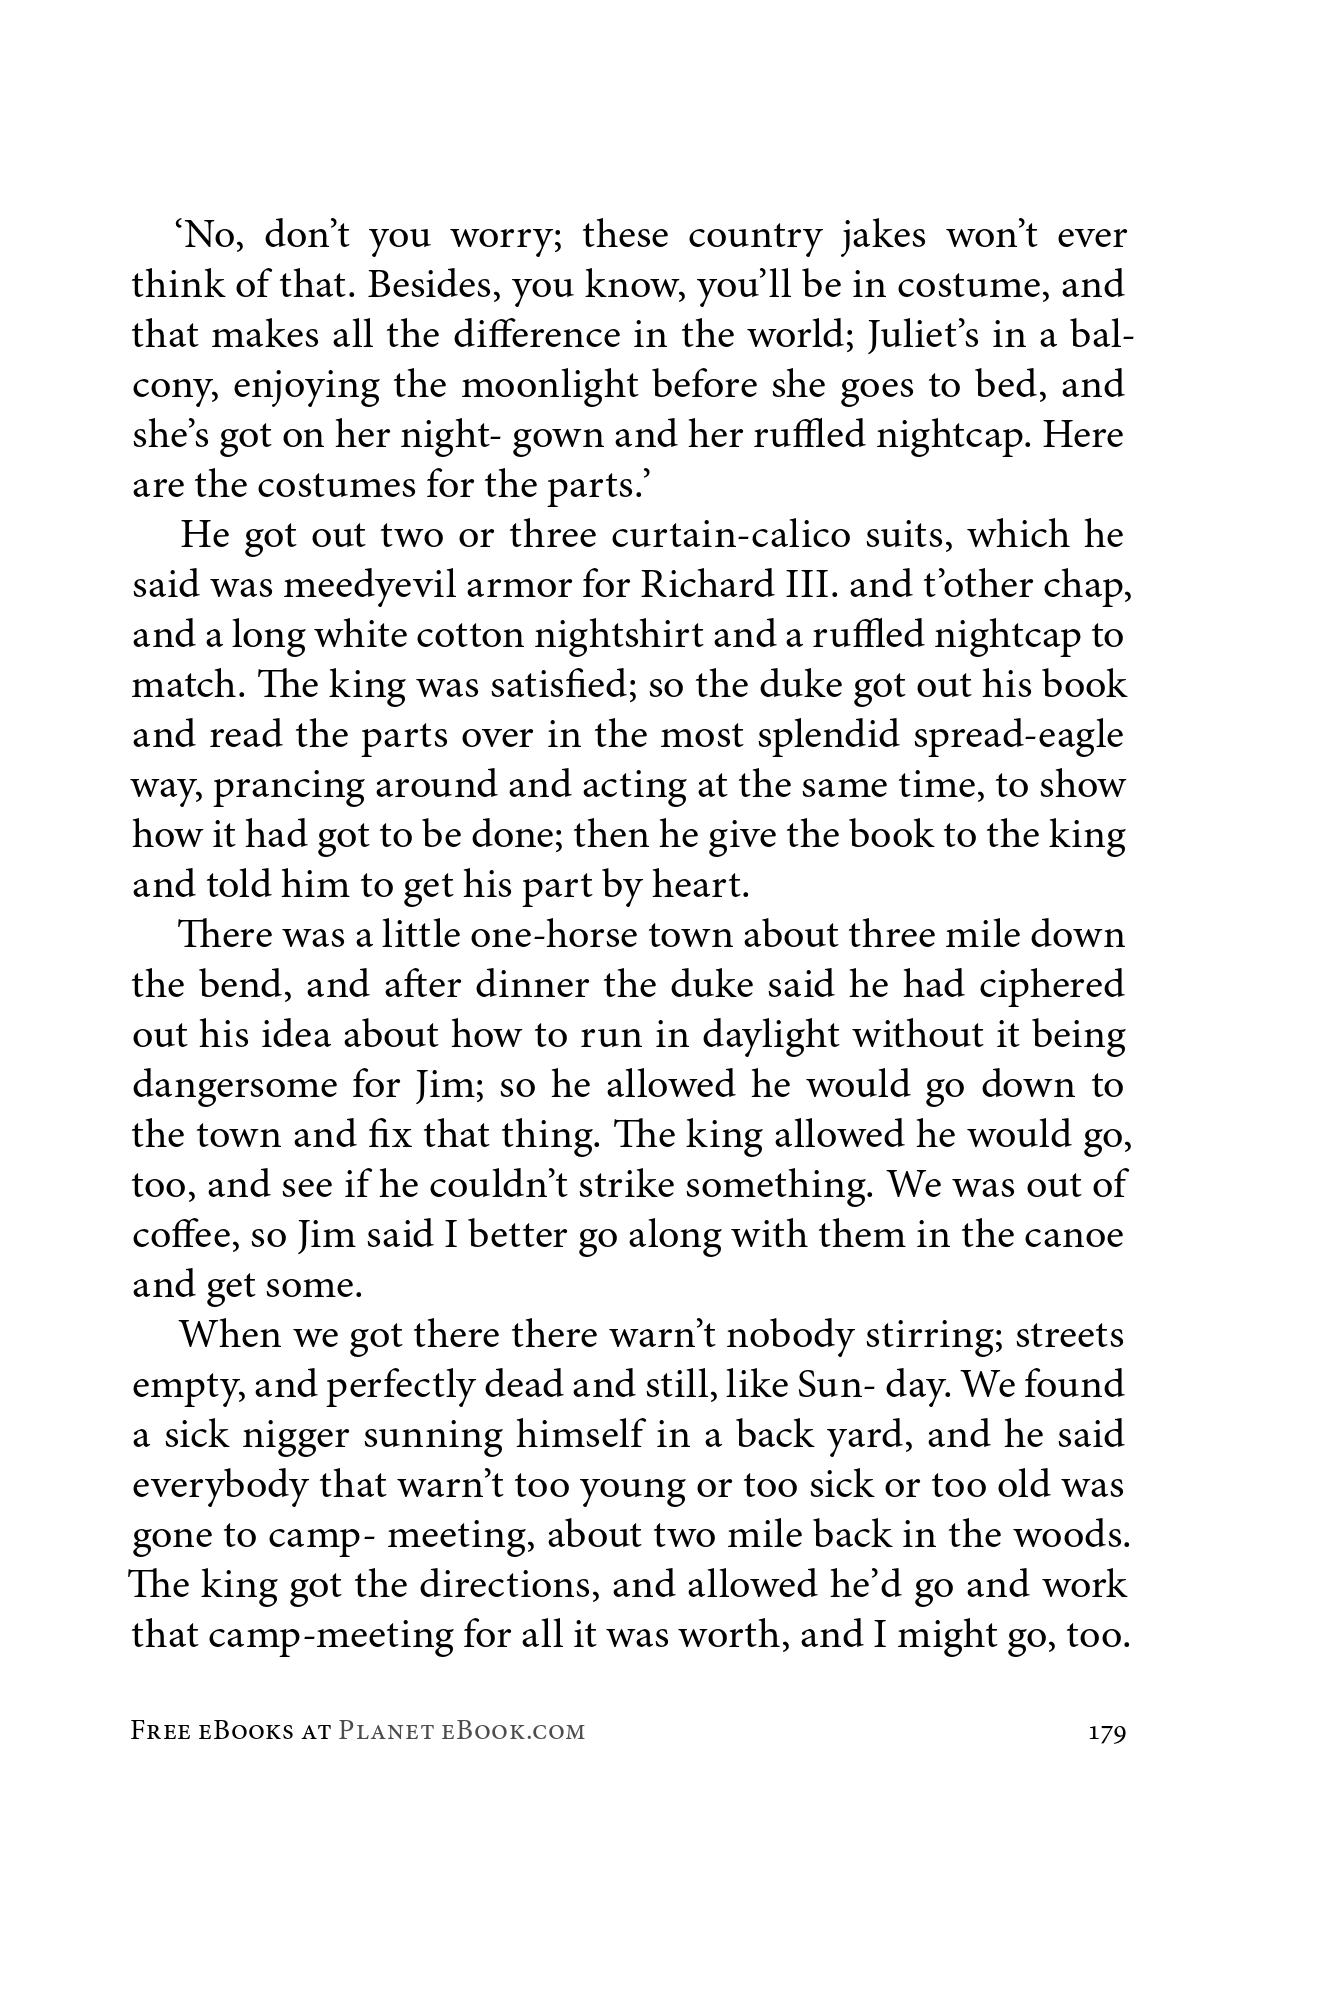 ‘No, don’t you worry; these country jakes won’t ever
think of that. Besides, you know, you’ll be in costume, and
that makes all the difference in the world; Juliet’s in a bal-
cony, enjoying the moonlight before she goes to bed, and
she’s got on her night- gown and her ruffled nightcap. Here
are the costumes for the parts.’
He got out two or three curtain-calico suits, which he
said was meedyevil armor for Richard III. and t’other chap,
and a long white cotton nightshirt and a ruffled nightcap to
match. The king was satisfied; so the duke got out his book
and read the parts over in the most splendid spread-eagle
way, prancing around and acting at the same time, to show
how it had got to be done; then he give the book to the king
and told him to get his part by heart.
There was a little one-horse town about three mile down
the bend, and after dinner the duke said he had ciphered
out his idea about how to run in daylight without it being
dangersome for Jim; so he allowed he would go down to
the town and fix that thing. The king allowed he would go,
too, and see if he couldn’t strike something. We was out of
coffee, so Jim said I better go along with them in the canoe
and get some.
When we got there there warn’t nobody stirring; streets
empty, and perfectly dead and still, like Sun- day. We found
a sick nigger sunning himself in a back yard, and he said
everybody that warn’t too young or too sick or too old was
gone to camp- meeting, about two mile back in the woods.
The king got the directions, and allowed he’d go and work
that camp-meeting for all it was worth, and I might go, too.
Free eBooks at Planet eBook.com
179